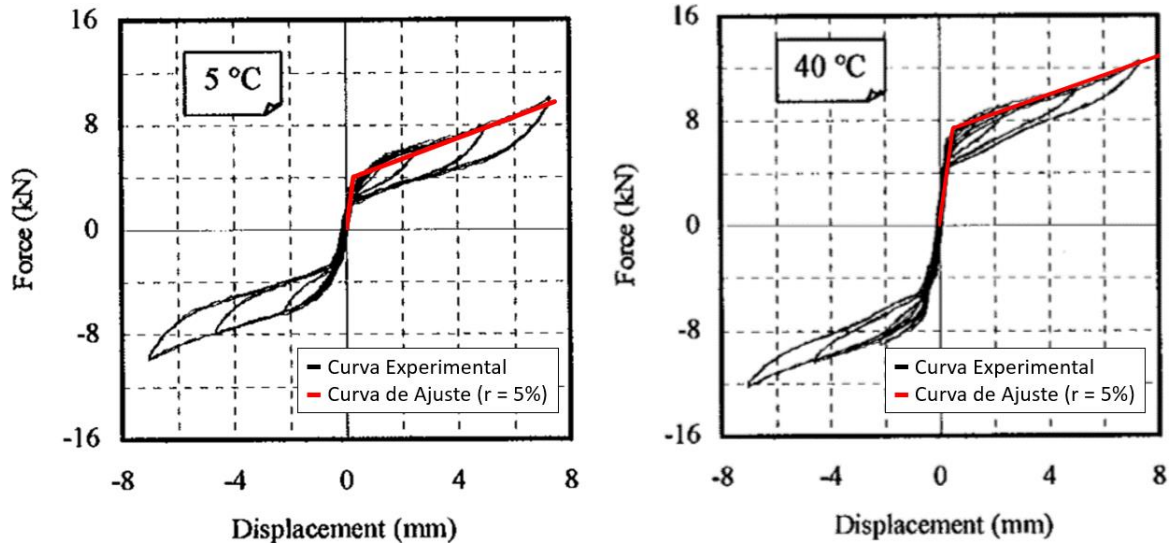 16
8
0
-8
-16
Force (kN)
5 °C
Curva Experimental
Curva de Ajuste (r = 5%)
-8
-4
0
4
8
Displacement (mm)
16
8
0
-8
-16
Force (kN)
40 °C
Curva Experimental
Curva de Ajuste (r = 5%)
-8
-4
0
4
8
Displacement (mm)